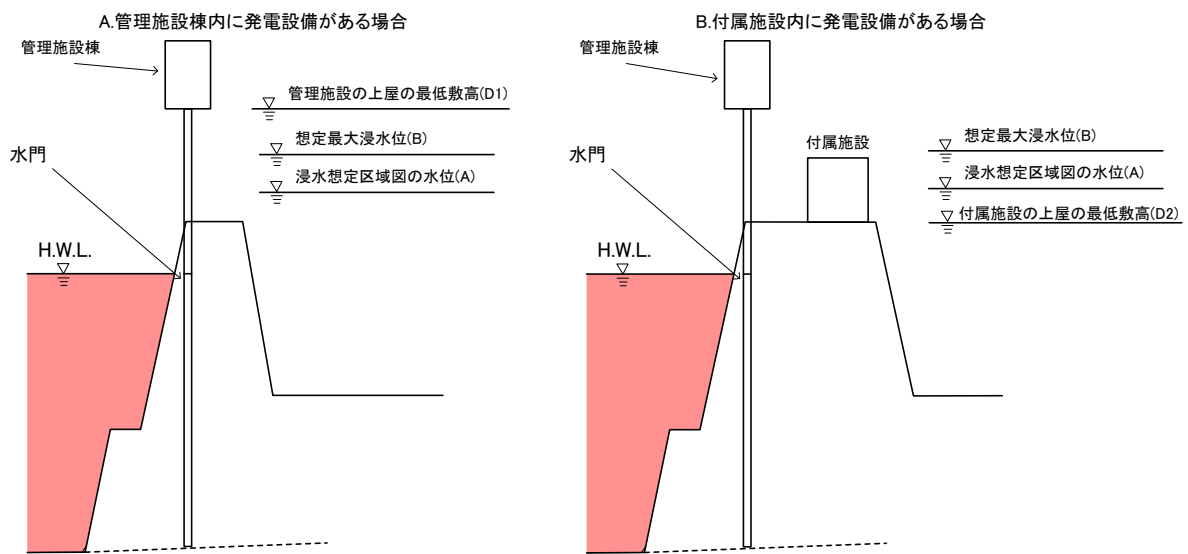 A.管理施設棟内に発電設備がある場合
管理施設棟
管理施設の上屋の最低敷高(D1)
想定最大浸水位(B)
水門
浸水想定区域図の水位(A)
H.W.L.
B.付属施設内に発電設備がある場合
管理施設棟
付属施設
想定最大浸水位(B)
水門
浸水想定区域図の水位(A)
付属施設の上屋の最低敷高(D2)
H.W.L.